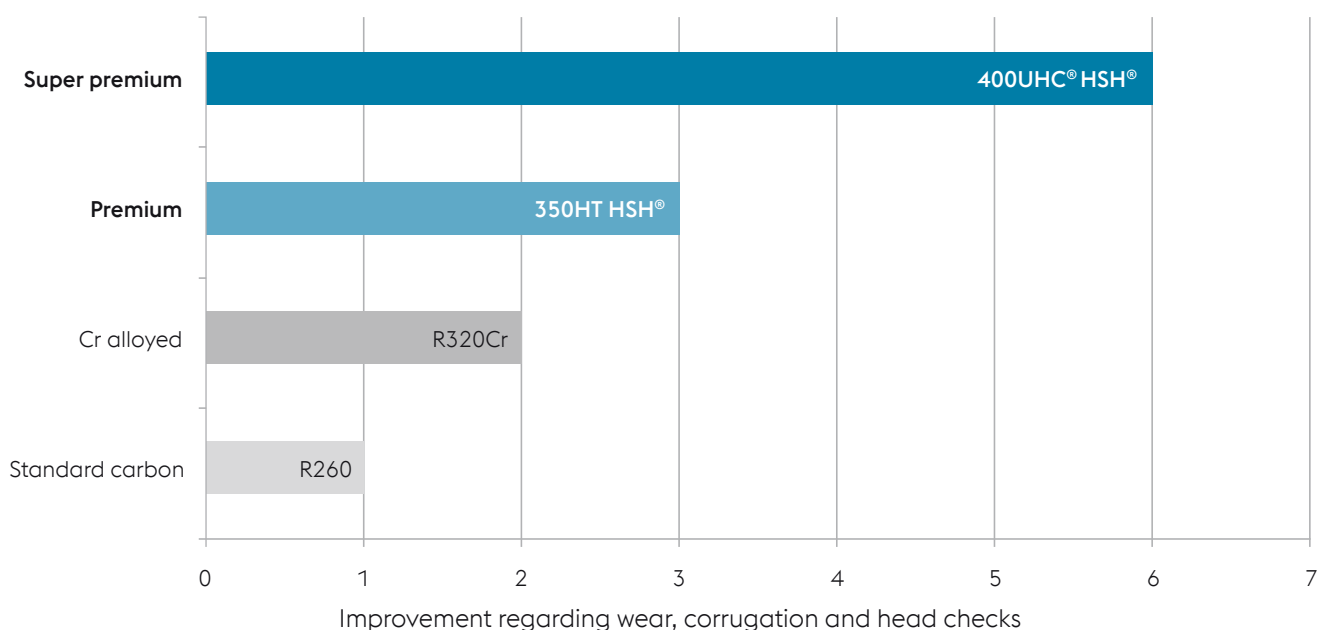 Super premium 400UHC® HSH®
Premium 350HT HSH®
Cr alloyed R320Cr
Standard carbon R260
0 1 2 3 4 5 6 7
Improvement regarding wear, corrugation and head checks